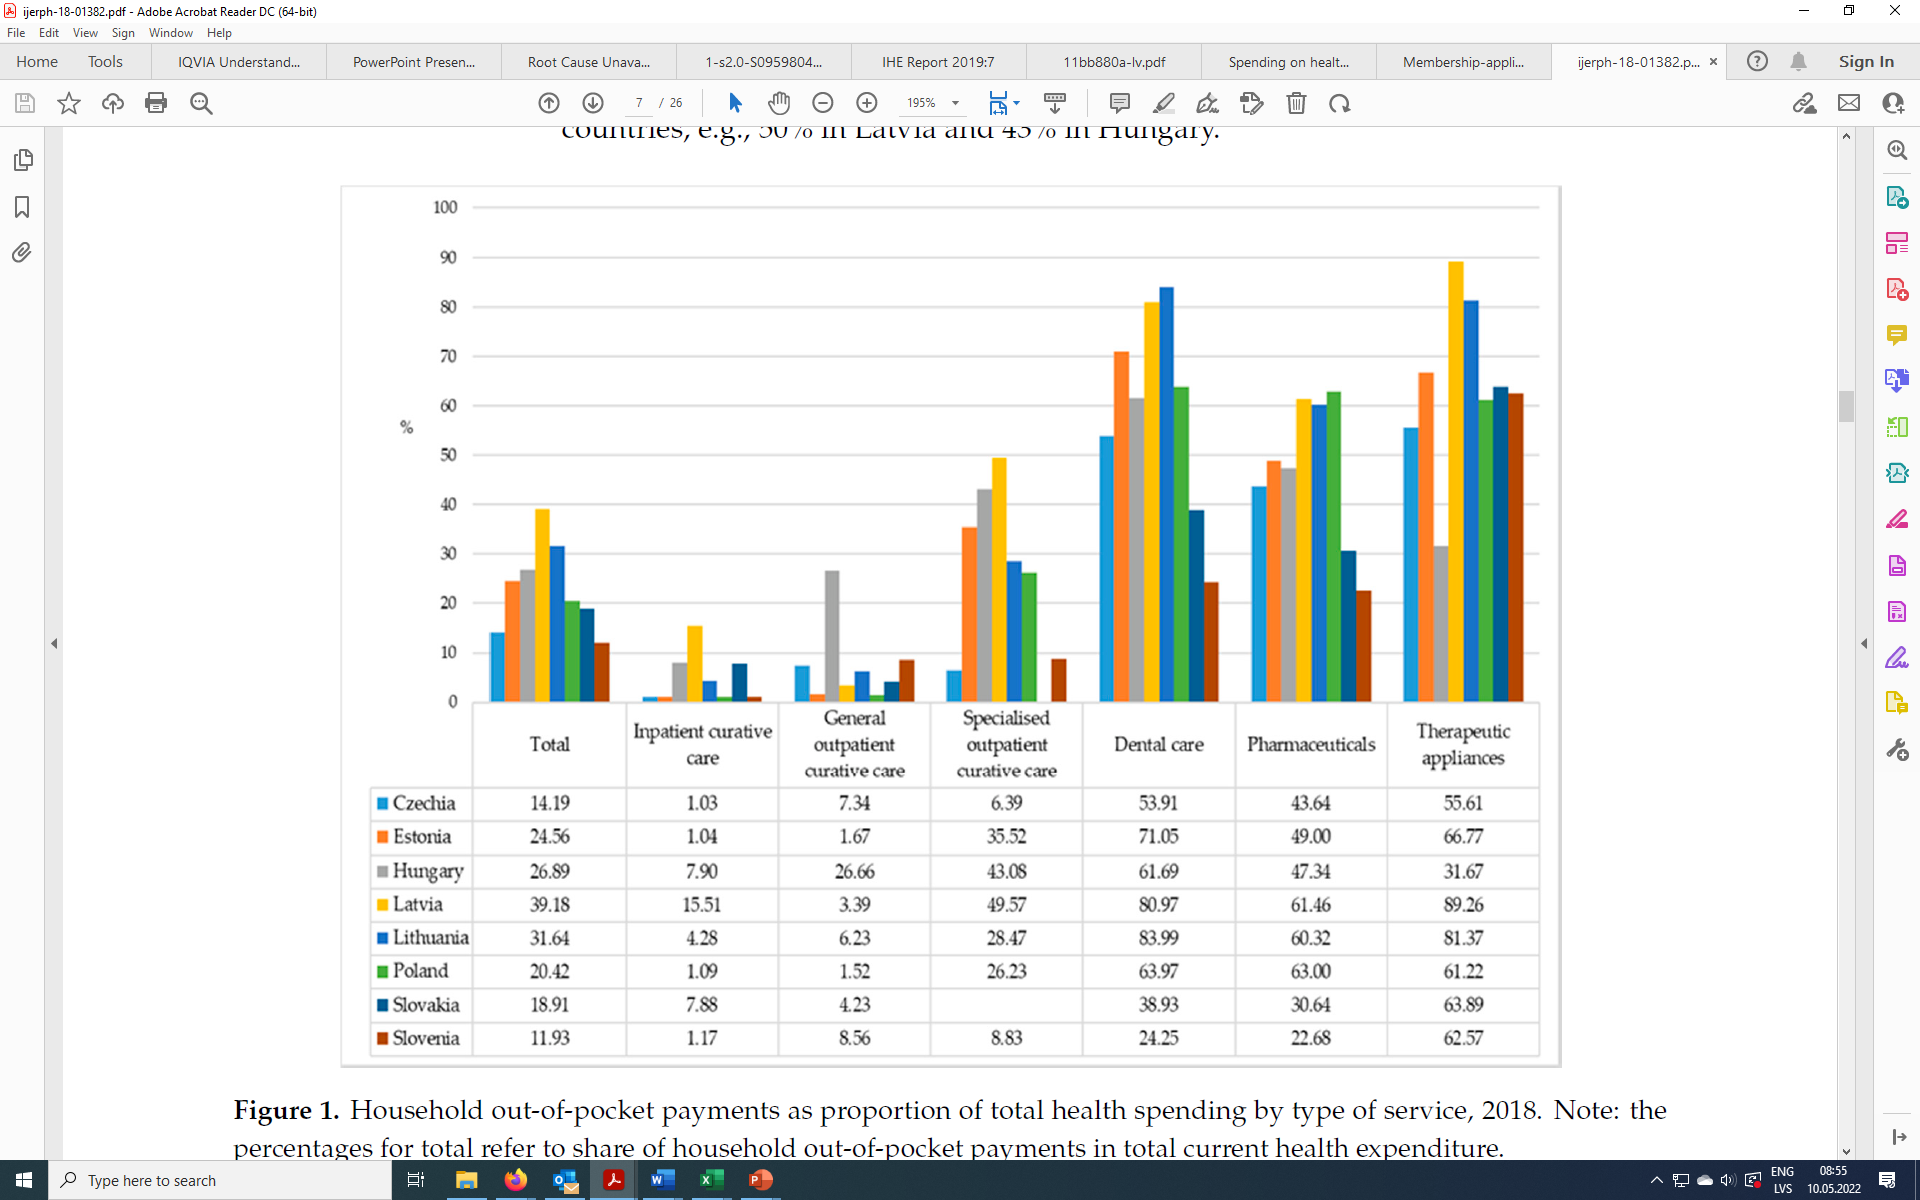 ijerph-18-01382.pdf - Adobe Acrobat Reader DC (64-bit)
File Edit View Sign Window Help
Home Tools IQVIA Understand... PowerPoint Presen... Root Cause Unava... 1-s2.0-S0959804... IHE Report 2019:7 11bb880a-lv.pdf Spending on healt... Membership-appli... ijerph-18-01382.p... × Sign In
7 / 26 195%
countries, e.g., 50% in Latvia and 43% in Hungary.
100
90
80
70
60
%
50
40
30
20
10
0
Total Inpatient curative care General outpatient curative care Specialised outpatient curative care Dental care Pharmaceuticals Therapeutic appliances
Czechia 14.19 1.03 7.34 6.39 53.91 43.64 55.61
Estonia 24.56 1.04 1.67 35.52 71.05 49.00 66.77
Hungary 26.89 7.90 26.66 43.08 61.69 47.34 31.67
Latvia 39.18 15.51 3.39 49.57 80.97 61.46 89.26
Lithuania 31.64 4.28 6.23 28.47 83.99 60.32 81.37
Poland 20.42 1.09 1.52 26.23 63.97 63.00 61.22
Slovakia 18.91 7.88 4.23 38.93 30.64 63.89
Slovenia 11.93 1.17 8.56 8.83 24.25 22.68 62.57
Figure 1. Household out-of-pocket payments as proportion of total health spending by type of service, 2018. Note: the
percentages for total refer to share of household out-of-pocket payments in total current health expenditure.
Type here to search
ENG 08:55
LVS 10.05.2022